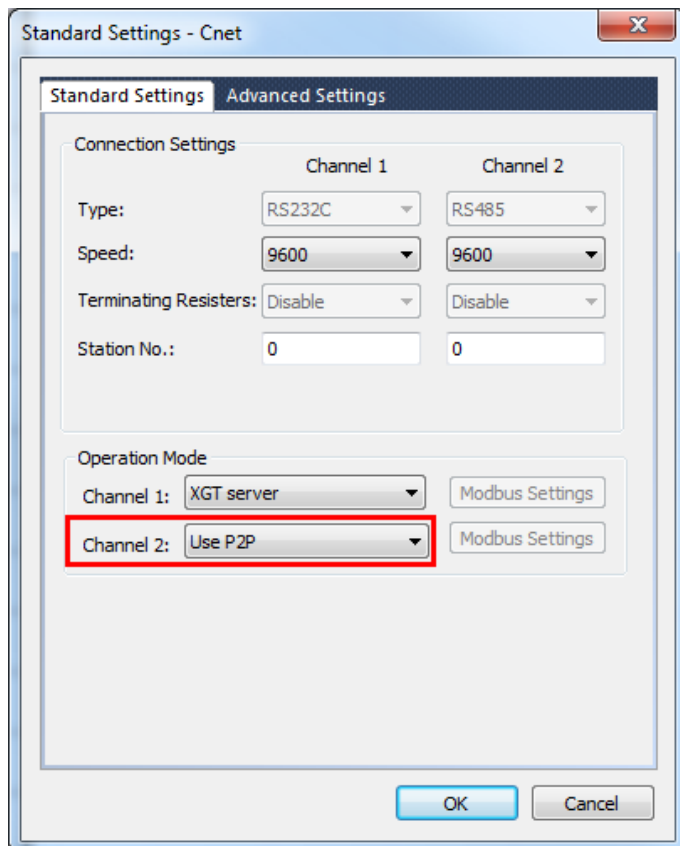 Standard Settings - Cnet
Standard Settings Advanced Settings
Connection Settings
Channel 1 Channel 2
Type: RS232C RS485
Speed: 9600 9600
Terminating Resisters: Disable Disable
Station No.: 0 0
Operation Mode
Channel 1: XGT server Modbus Settings
Channel 2: Use P2P Modbus Settings
OK Cancel